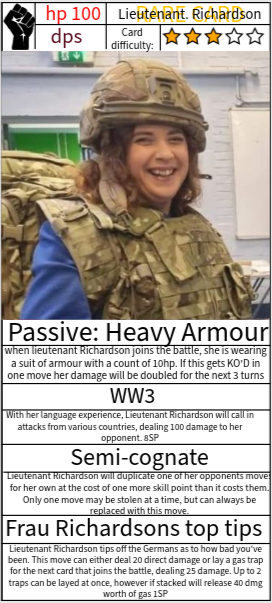 hp 100
RARE CARD
Lieutenant. Richardson
dps
Card
difficulty:
Passive: Heavy Armour
when lieutenant Richardson joins the battle, she is wearing
a suit of armour with a count of 10hp. If this gets KO'D in
one move her damage will be doubled for the next 3 turns
WW3
With her language experience, Lieutenant Richardson will call in
attacks from various countries, dealing 100 damage to her
opponent. 8SP
Semi-cognate
Lieutenant Richardson will duplicate one of her opponents moves
for her own at the cost of one more skill point than it costs them.
Only one move may be stolen at a time, but can always be
replaced with this move.
Frau Richardsons top tips
Lieutenant Richardson tips off the Germans as to how bad you've
been. This move can either deal 20 direct damage or lay a gas trap
for the next card that joins the battle, dealing 25 damage. Up to 2
traps can be layed at once, however if stacked will release 40 dmg
worth of gas 1SP